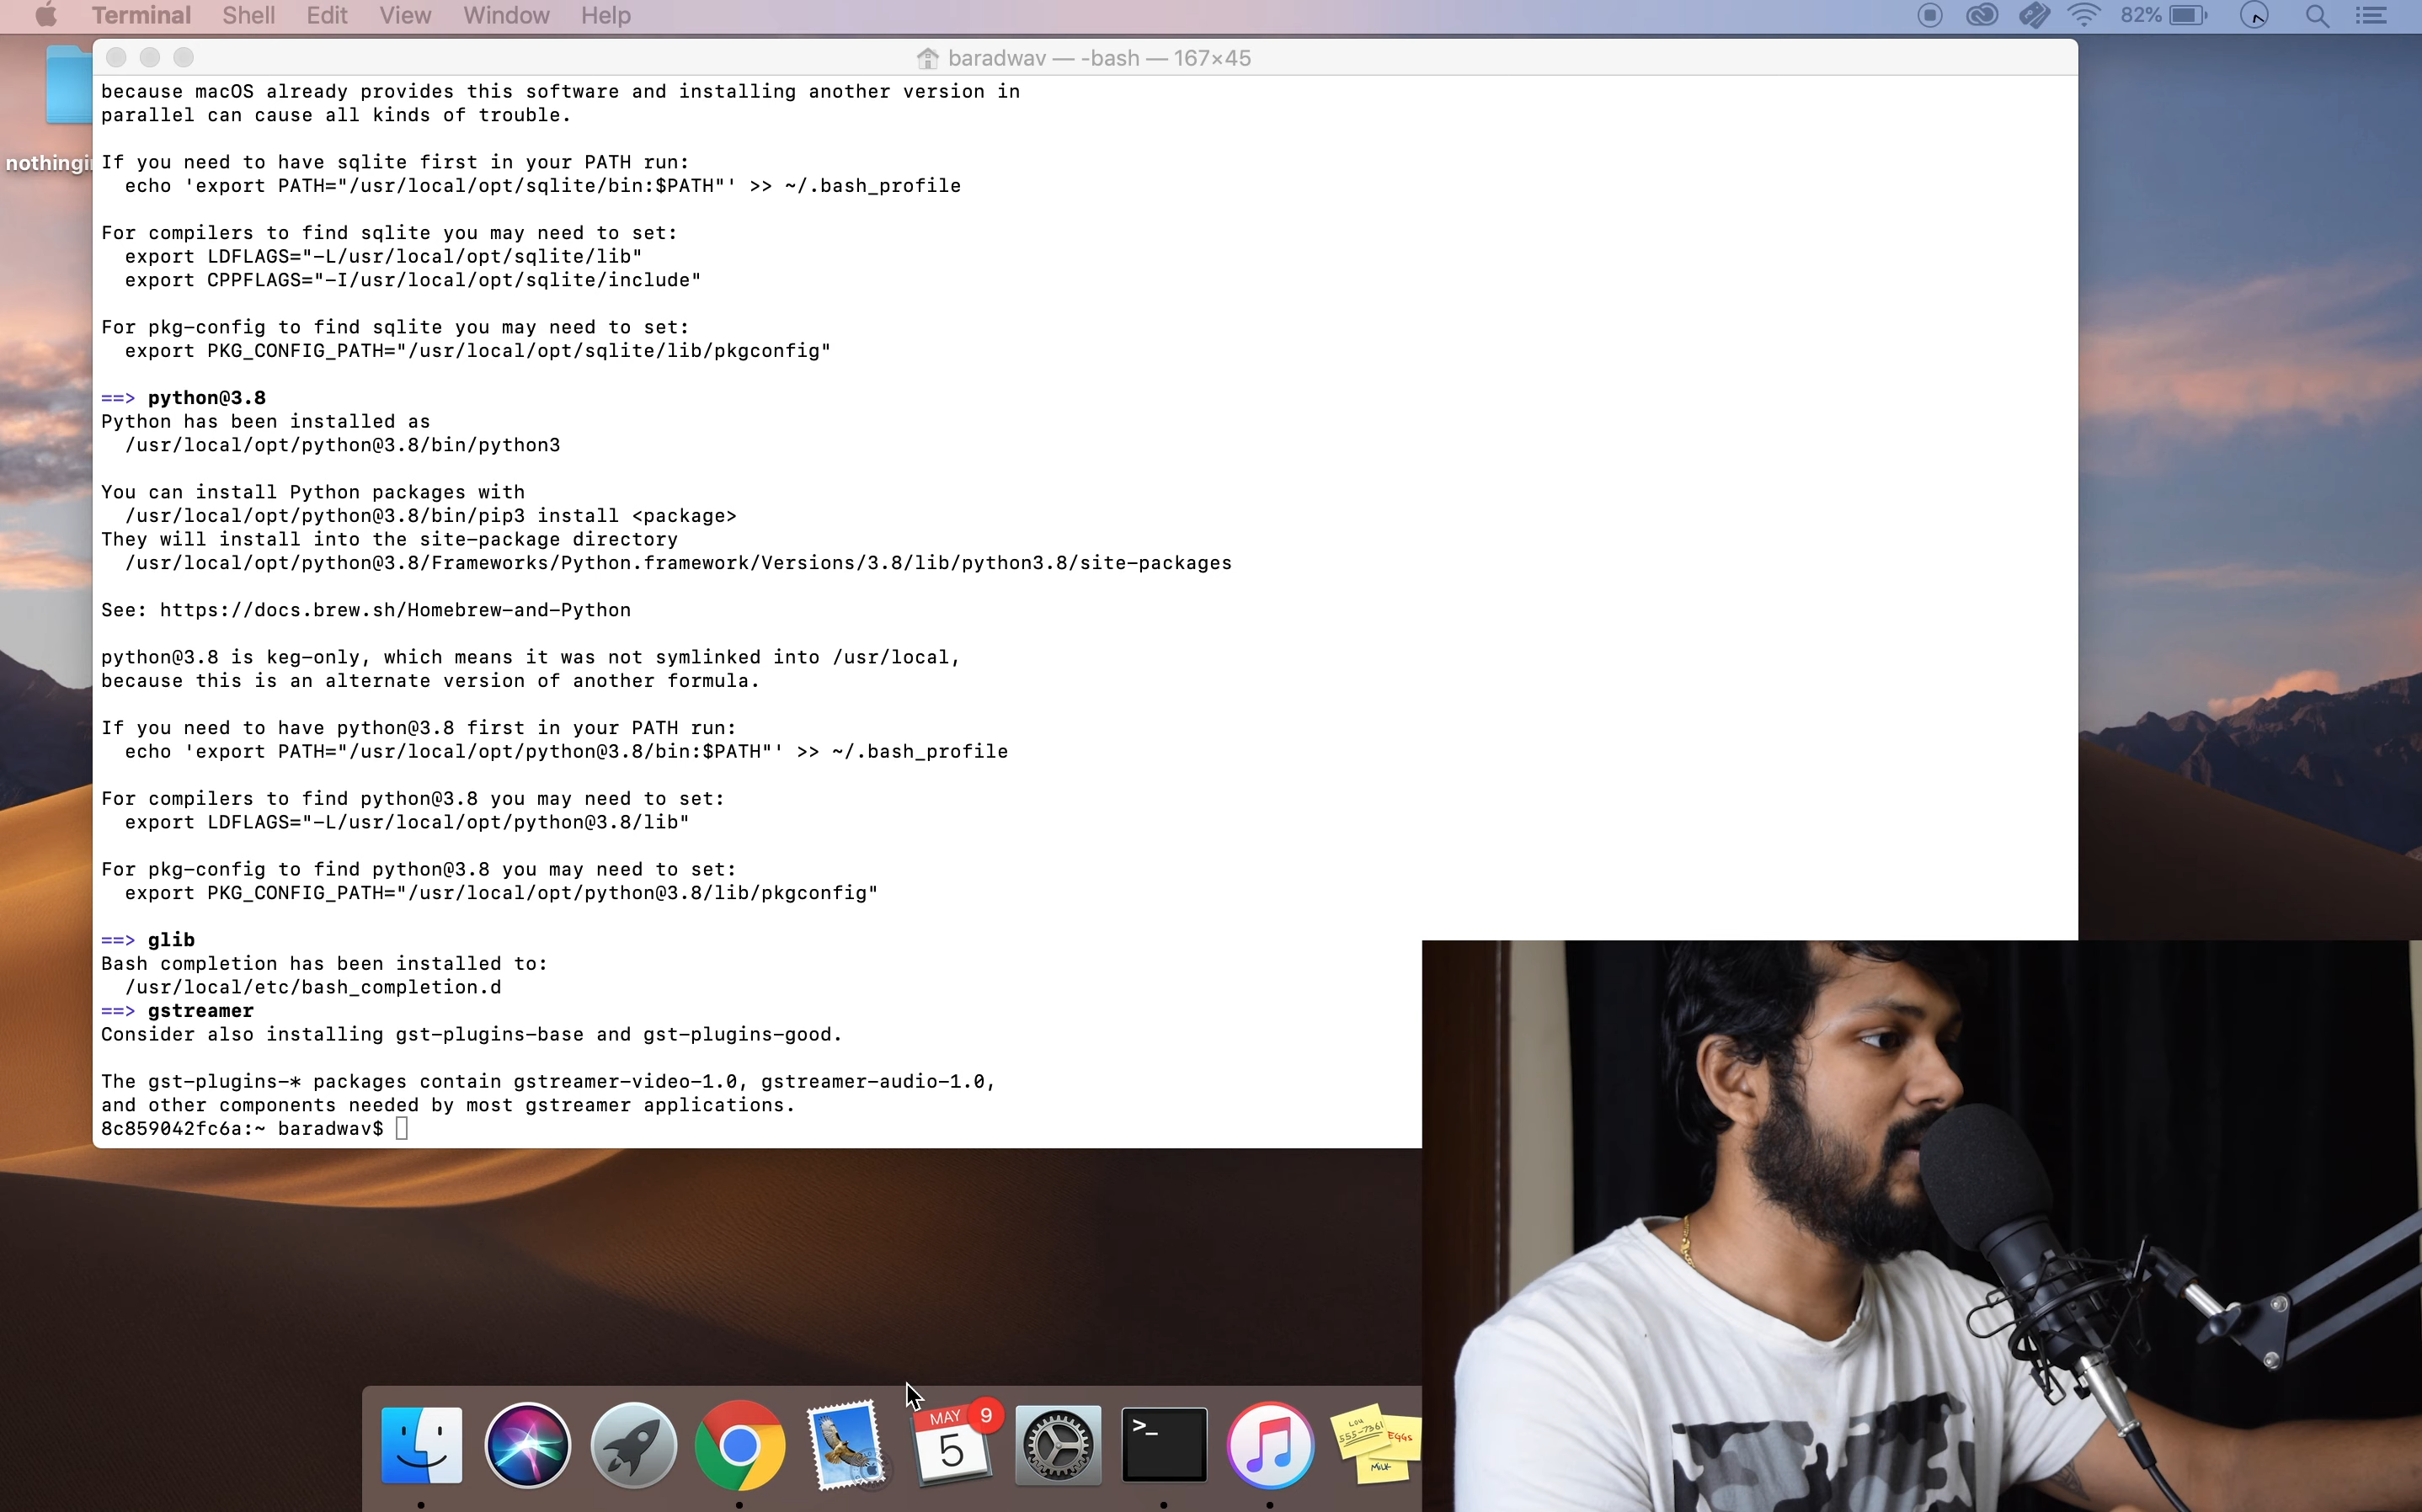 Terminal Shell Edit View Window Help 82%
baradwav — -bash — 167×45
nothingi
because macOS already provides this software and installing another version in
parallel can cause all kinds of trouble.
If you need to have sqlite first in your PATH run:
echo 'export PATH="/usr/local/opt/sqlite/bin:$PATH"' >> ~/.bash_profile
For compilers to find sqlite you may need to set:
export LDFLAGS="-L/usr/local/opt/sqlite/lib"
export CPPFLAGS="-I/usr/local/opt/sqlite/include"
For pkg-config to find sqlite you may need to set:
export PKG_CONFIG_PATH="/usr/local/opt/sqlite/lib/pkgconfig"
==> python@3.8
Python has been installed as
/usr/local/opt/python@3.8/bin/python3
You can install Python packages with
/usr/local/opt/python@3.8/bin/pip3 install <package>
They will install into the site-package directory
/usr/local/opt/python@3.8/Frameworks/Python.framework/Versions/3.8/lib/python3.8/site-packages
See: https://docs.brew.sh/Homebrew-and-Python
python@3.8 is keg-only, which means it was not symlinked into /usr/local,
because this is an alternate version of another formula.
If you need to have python@3.8 first in your PATH run:
echo 'export PATH="/usr/local/opt/python@3.8/bin:$PATH"' >> ~/.bash_profile
For compilers to find python@3.8 you may need to set:
export LDFLAGS="-L/usr/local/opt/python@3.8/lib"
For pkg-config to find python@3.8 you may need to set:
export PKG_CONFIG_PATH="/usr/local/opt/python@3.8/lib/pkgconfig"
==> glib
Bash completion has been installed to:
/usr/local/etc/bash_completion.d
==> gstreamer
Consider also installing gst-plugins-base and gst-plugins-good.
The gst-plugins-* packages contain gstreamer-video-1.0, gstreamer-audio-1.0,
and other components needed by most gstreamer applications.
8c859042fc6a:~ baradwav$
MAY 9
5
>_
Lou
555-7361
EGGs
MilK